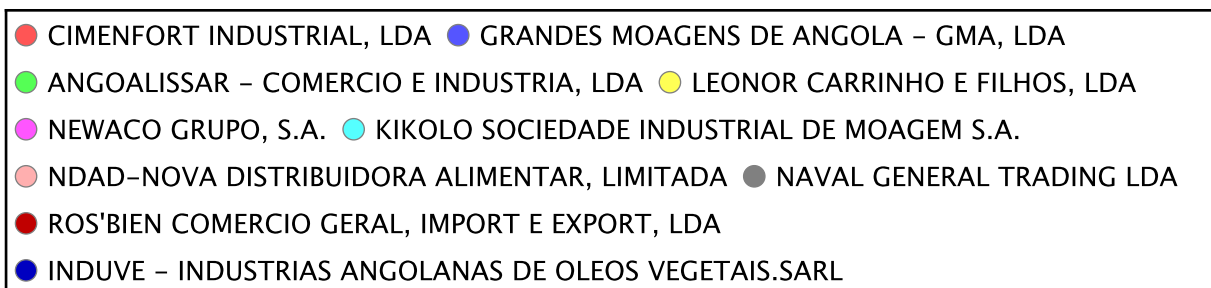 CIMENFORT INDUSTRIAL, LDA GRANDES MOAGENS DE ANGOLA – GMA, LDA
ANGOALISSAR – COMERCIO E INDUSTRIA, LDA LEONOR CARRINHO E FILHOS, LDA
NEWACO GRUPO, S.A. KIKOLO SOCIEDADE INDUSTRIAL DE MOAGEM S.A.
NDAD–NOVA DISTRIBUIDORA ALIMENTAR, LIMITADA NAVAL GENERAL TRADING LDA
ROS'BIEN COMERCIO GERAL, IMPORT E EXPORT, LDA
INDUVE – INDUSTRIAS ANGOLANAS DE OLEOS VEGETAIS.SARL